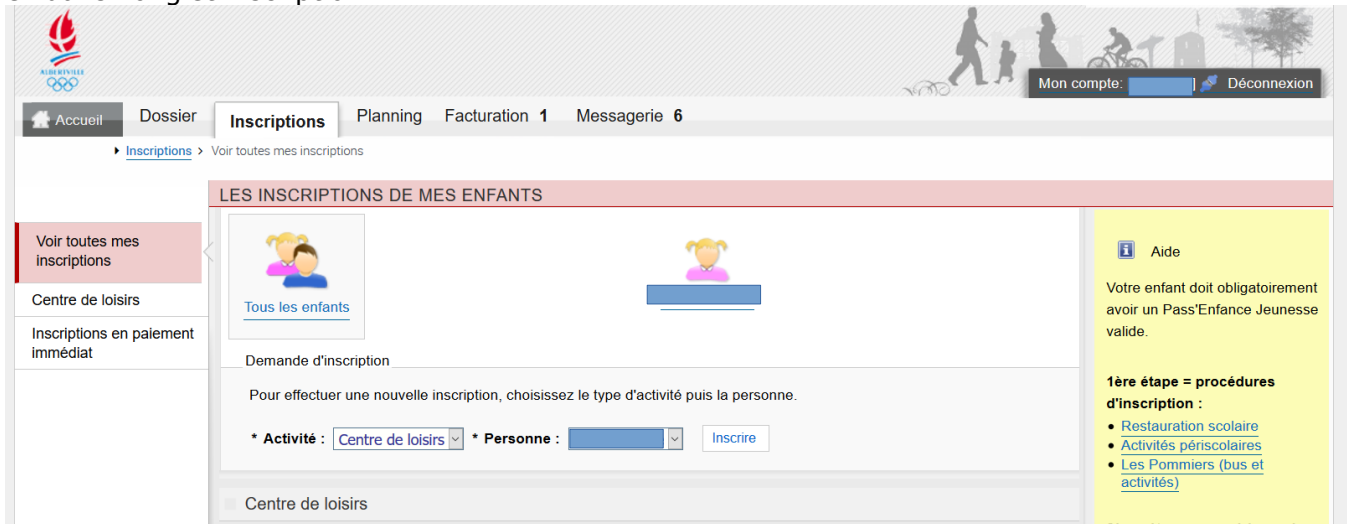 ALBERTVILLE
Mon compte: | Déconnexion
Accueil Dossier Inscriptions Planning Facturation 1 Messagerie 6
Inscriptions > Voir toutes mes inscriptions
LES INSCRIPTIONS DE MES ENFANTS
Voir toutes mes
inscriptions
Centre de loisirs
Inscriptions en paiement
immédiat
Tous les enfants
Demande d'inscription
Pour effectuer une nouvelle inscription, choisissez le type d'activité puis la personne.
* Activité : Centre de loisirs * Personne : Inscrire
Centre de loisirs
Aide
Votre enfant doit obligatoirement
avoir un Pass'Enfance Jeunesse
valide.
1ère étape = procédures
d'inscription :
• Restauration scolaire
• Activités périscolaires
• Les Pommiers (bus et
activités)